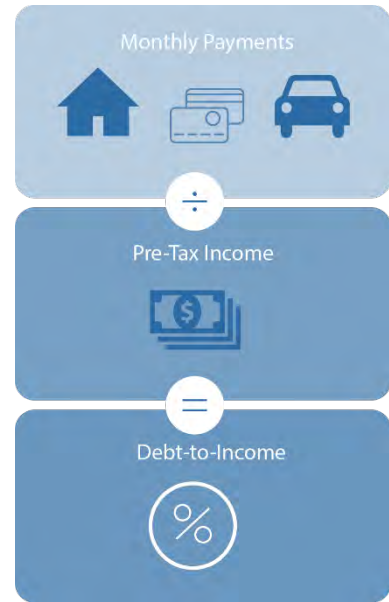 Monthly Payments
÷
Pre-Tax Income
$
=
Debt-to-Income
%